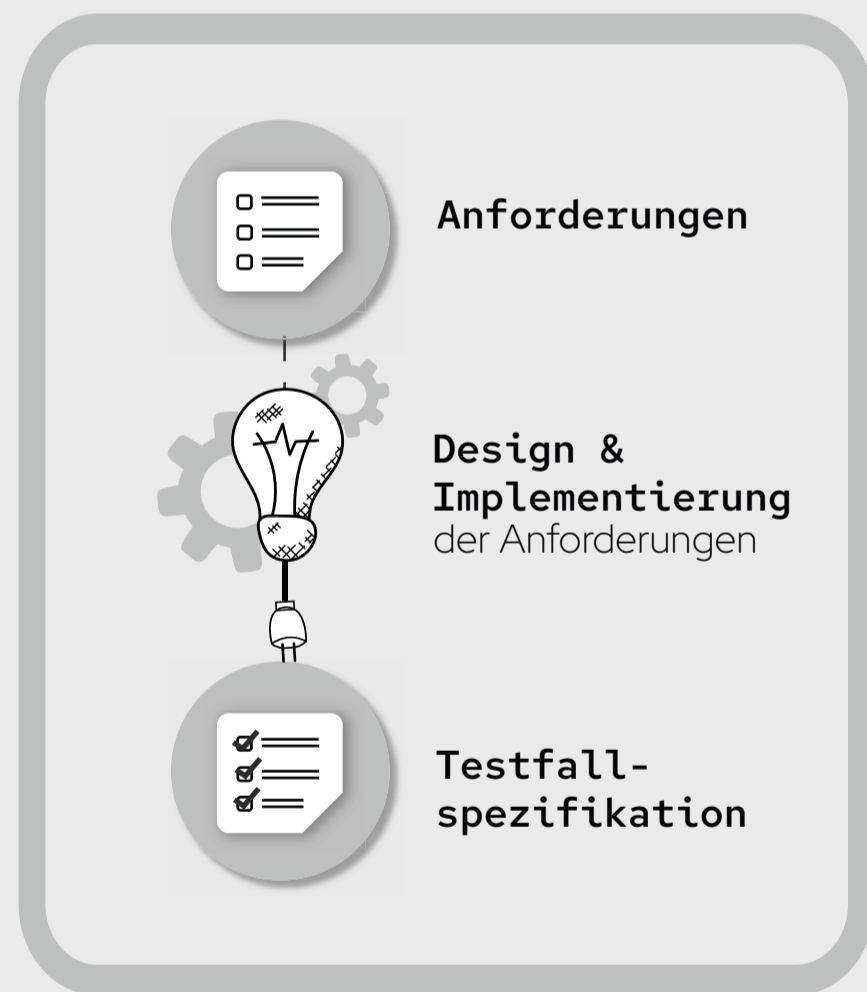 Anforderungen
Design &
Implementierung
der Anforderungen
Testfall-
spezifikation